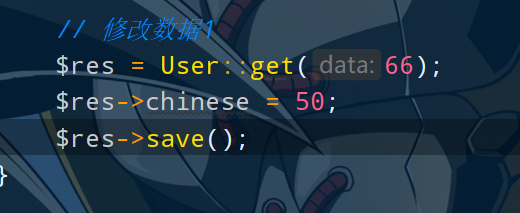 // 修改数据1
$res = User::get( data: 66);
$res->chinese = 50;
$res->save();
}